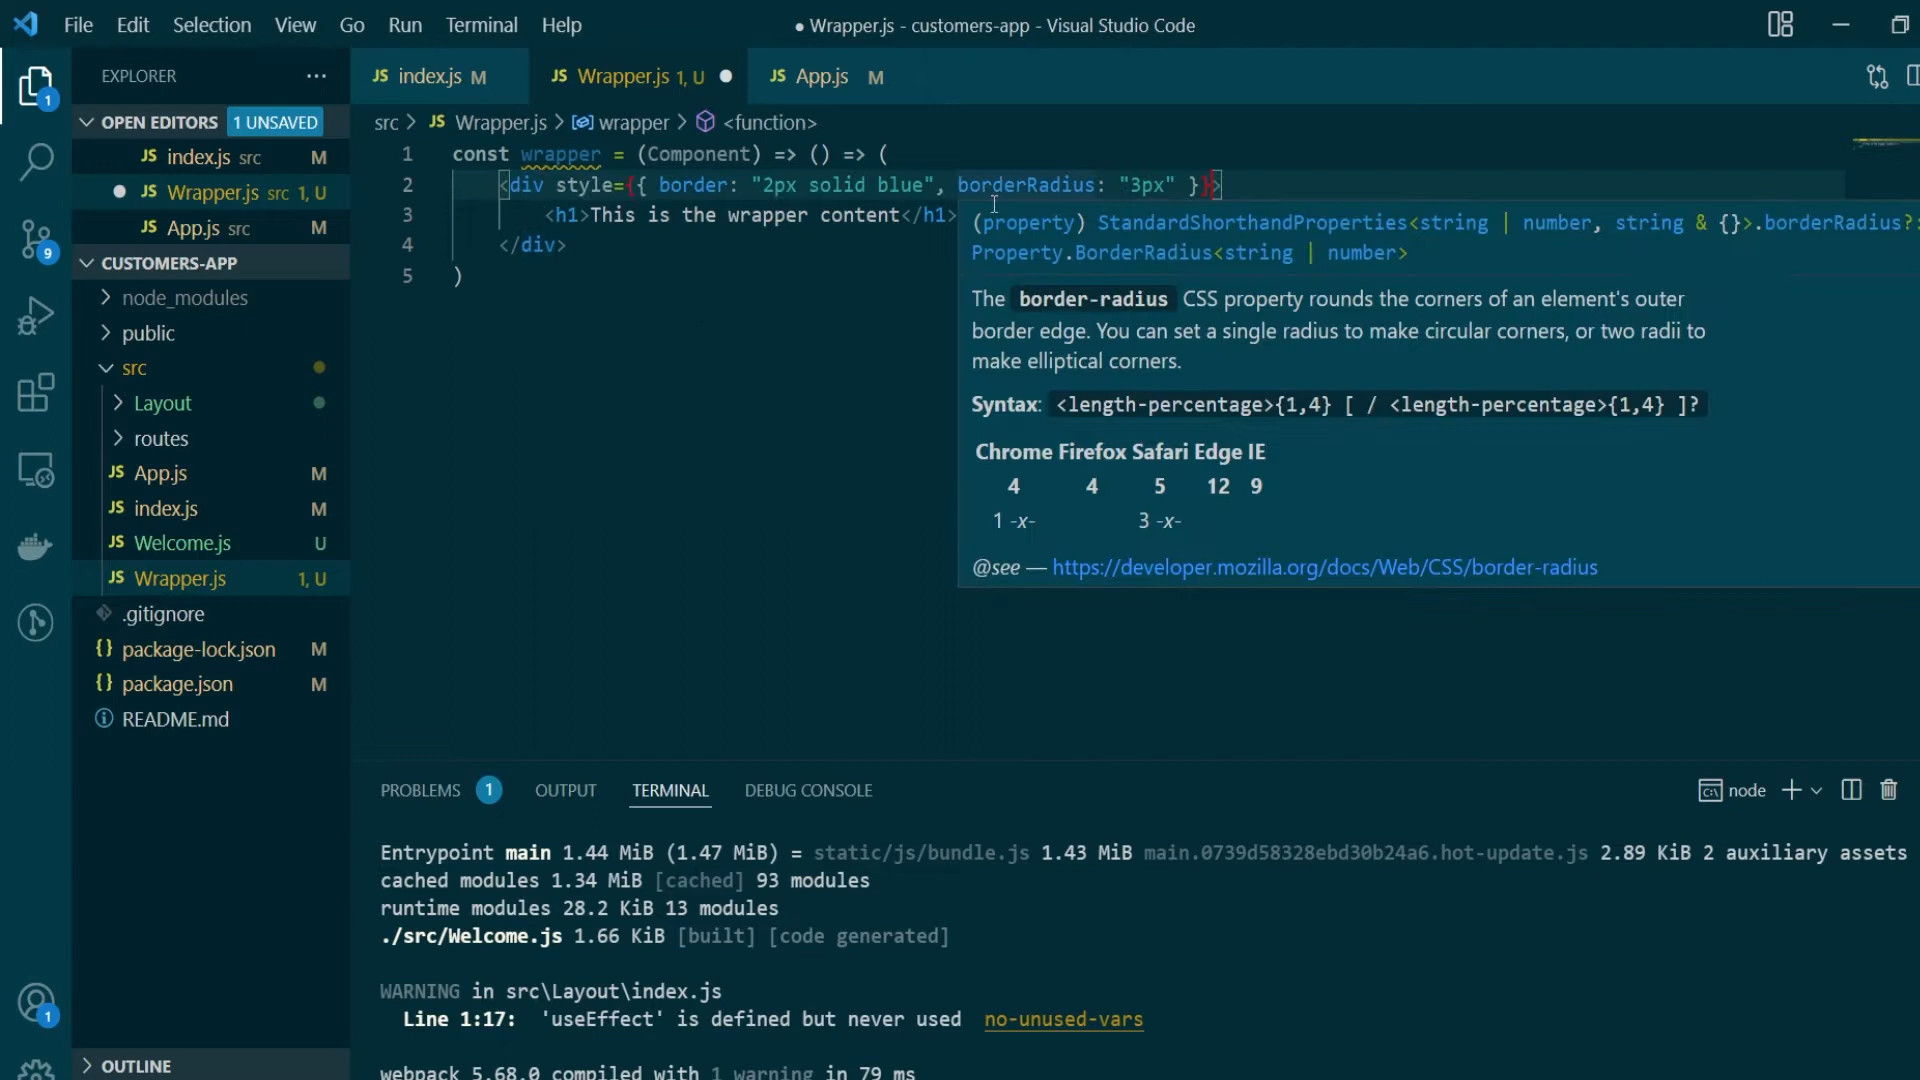 File Edit Selection View Go Run Terminal Help
● Wrapper.js - customers-app - Visual Studio Code
EXPLORER
JS index.js M
JS Wrapper.js 1, U
JS App.js M
OPEN EDITORS 1 UNSAVED
JS index.js src M
JS Wrapper.js src 1, U
JS App.js src M
CUSTOMERS-APP
node_modules
public
src
Layout
routes
JS App.js M
JS index.js M
JS Welcome.js U
JS Wrapper.js 1, U
.gitignore
{} package-lock.json M
{} package.json M
README.md
OUTLINE
1
9
1
src > JS Wrapper.js > wrapper > <function>
1 const wrapper = (Component) => () => (
2 <div style={{ border: "2px solid blue", borderRadius: "3px" }}>
3 <h1>This is the wrapper content</h1>
4 </div>
5 )
(property) StandardShorthandProperties<string | number, string & {}>.borderRadius?:
Property.BorderRadius<string | number>
The border-radius CSS property rounds the corners of an element's outer
border edge. You can set a single radius to make circular corners, or two radii to
make elliptical corners.
Syntax: <length-percentage>{1,4} [ / <length-percentage>{1,4} ]?
Chrome Firefox Safari Edge IE
4 4 5 12 9
1 -x- 3 -x-
@see — https://developer.mozilla.org/docs/Web/CSS/border-radius
PROBLEMS 1 OUTPUT TERMINAL DEBUG CONSOLE
node
Entrypoint main 1.44 MiB (1.47 MiB) = static/js/bundle.js 1.43 MiB main.0739d58328ebd30b24a6.hot-update.js 2.89 KiB 2 auxiliary assets
cached modules 1.34 MiB [cached] 93 modules
runtime modules 28.2 KiB 13 modules
./src/Welcome.js 1.66 KiB [built] [code generated]
WARNING in src\Layout\index.js
Line 1:17: 'useEffect' is defined but never used no-unused-vars
webpack 5.68.0 compiled with 1 warning in 79 ms